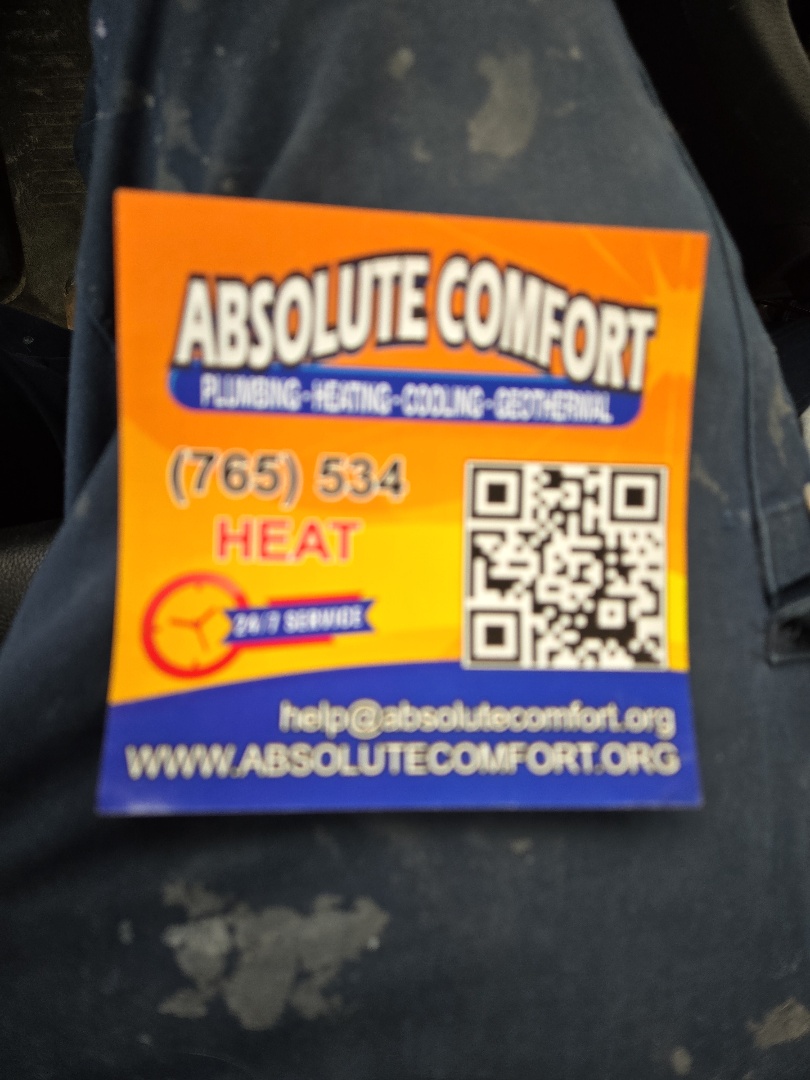 ABSOLUTE COMFORT
PLUMBING - HEATING - COOLING - GEOTHERMAL
(765) 534
HEAT
24/7 SERVICE
help@absolutecomfort.org
WWW.ABSOLUTECOMFORT.ORG